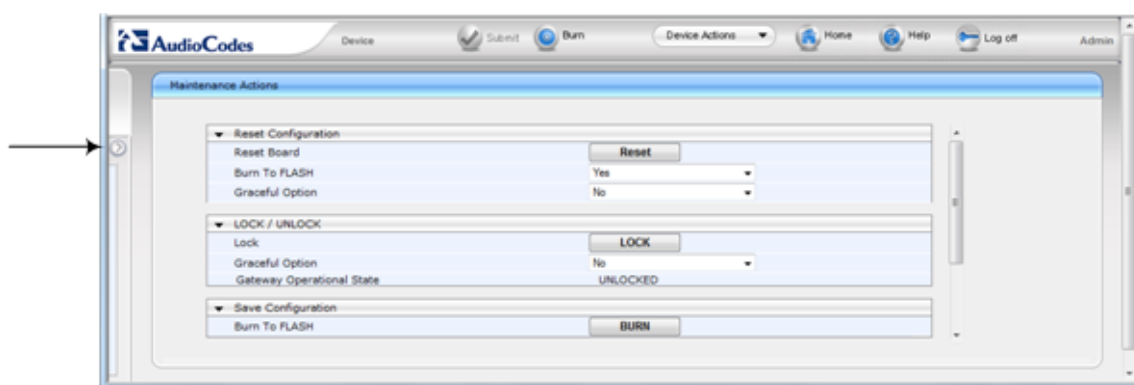 AudioCodes Device Submit Burn Device Actions Home Help Log off Admin
Maintenance Actions
Reset Configuration
Reset Board Reset
Burn To FLASH Yes
Graceful Option No
LOCK / UNLOCK
Lock LOCK
Graceful Option No
Gateway Operational State UNLOCKED
Save Configuration
Burn To FLASH BURN